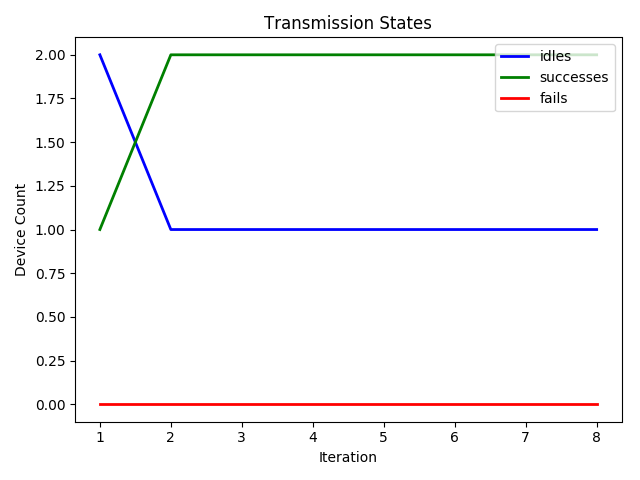 Transmission States
idles
successes
fails
2.00
1.75
1.50
1.25
1.00
0.75
0.50
0.25
0.00
Device Count
1 2 3 4 5 6 7 8
Iteration